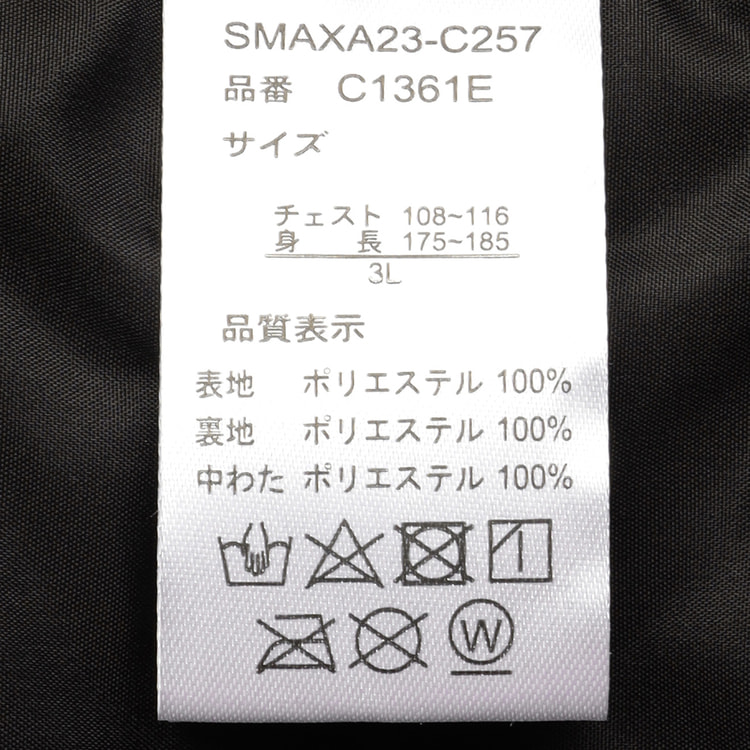 SMAXA23-C257
品番 C1361E
サイズ
チェスト 108~116
身長 175~185
3L
品質表示
表地 ポリエステル 100%
裏地 ポリエステル 100%
中わた ポリエステル 100%
W